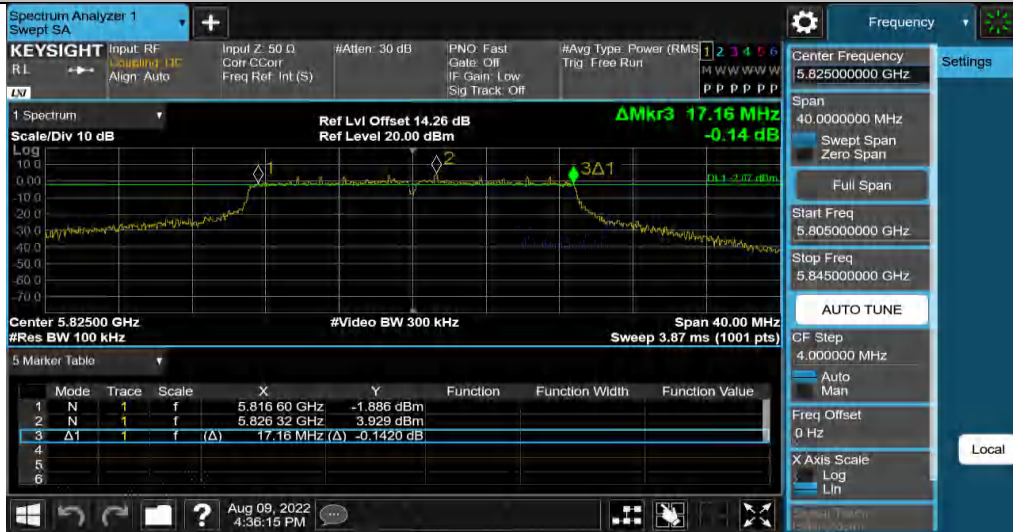 Spectrum Analyzer 1
Swept SA
+
Frequency
KEYSIGHT
RL
LXI
Input: RF
Coupling: DC
Align: Auto
Input Z: 50 Ω
Corr CCorr
Freq Ref: Int (S)
#Atten: 30 dB
PNO: Fast
Gate: Off
IF Gain: Low
Sig Track: Off
#Avg Type: Power (RMS
Trig: Free Run
1 2 3 4 5 6
M W W W W W
P P P P P P
1 Spectrum
Scale/Div 10 dB
Ref Lvl Offset 14.26 dB
Ref Level 20.00 dBm
ΔMkr3 17.16 MHz
-0.14 dB
Log
10.0
0.00
-10.0
-20.0
-30.0
-40.0
-50.0
-60.0
-70.0
1
2
3Δ1
DL1 -2.07 dBm
Center 5.82500 GHz
#Res BW 100 kHz
#Video BW 300 kHz
Span 40.00 MHz
Sweep 3.87 ms (1001 pts)
5 Marker Table
Mode Trace Scale X Y Function Function Width Function Value
1 N 1 f 5.816 60 GHz -1.886 dBm
2 N 1 f 5.826 32 GHz 3.929 dBm
3 Δ1 1 f (Δ) 17.16 MHz (Δ) -0.1420 dB
4
5
6
Aug 09, 2022
4:36:15 PM
?
Center Frequency
5.825000000 GHz
Span
40.0000000 MHz
Swept Span
Zero Span
Full Span
Start Freq
5.805000000 GHz
Stop Freq
5.845000000 GHz
AUTO TUNE
CF Step
4.000000 MHz
Auto
Man
Freq Offset
0 Hz
X Axis Scale
Log
Lin
Settings
Local